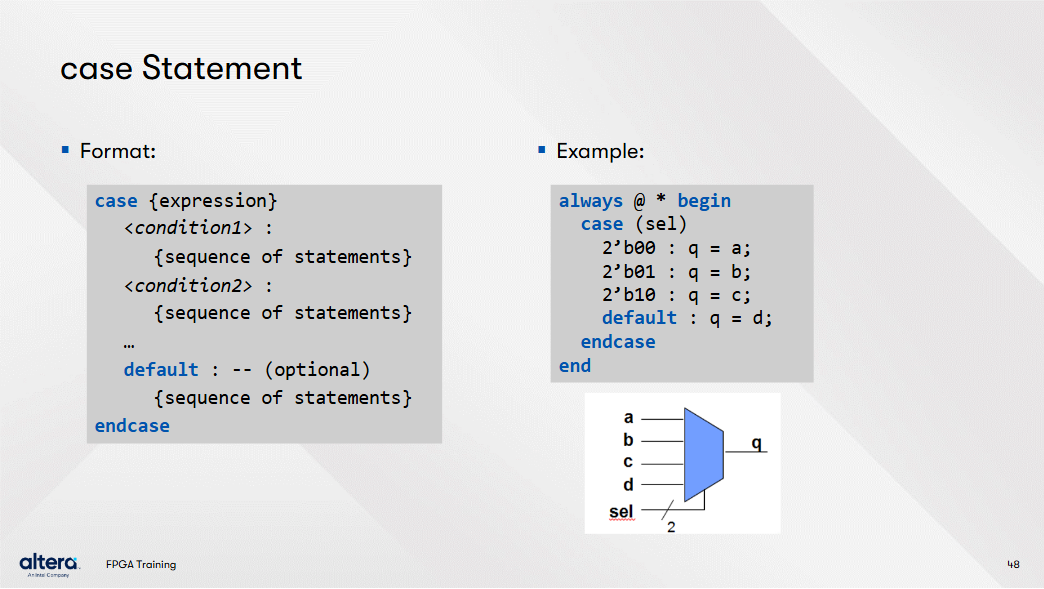 case Statement
▪ Format:
case {expression}
<condition1> :
{sequence of statements}
<condition2> :
{sequence of statements}
…
default : -- (optional)
{sequence of statements}
endcase
▪ Example:
always @ * begin
case (sel)
2’b00 : q = a;
2’b01 : q = b;
2’b10 : q = c;
default : q = d;
endcase
end
a
b
c
d
sel
2
q
altera.
An Intel Company
FPGA Training
48